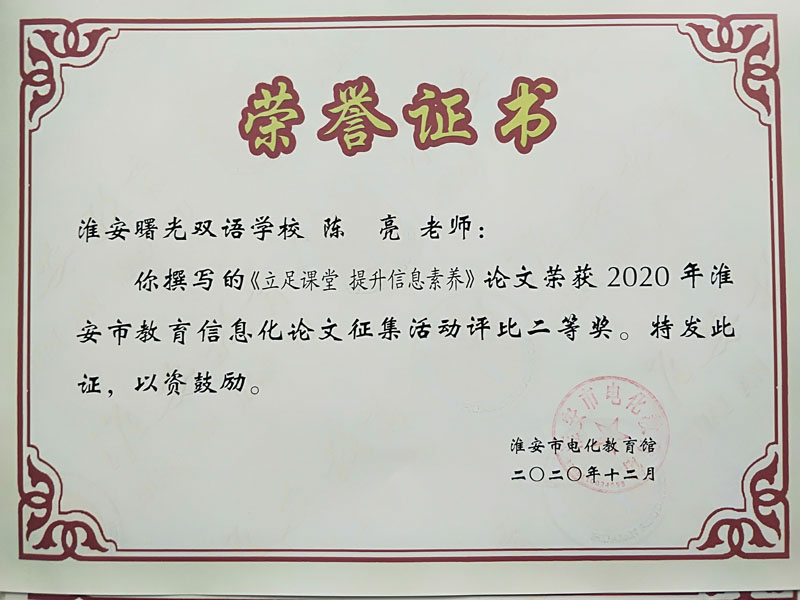 荣誉证书
淮安曙光双语学校 陈 亮 老师：
你撰写的《立足课堂 提升信息素养》论文荣获 2020 年淮
安市教育信息化论文征集活动评比二等奖。特发此
证，以资鼓励。
淮安市电化教育馆
二〇二〇年十二月